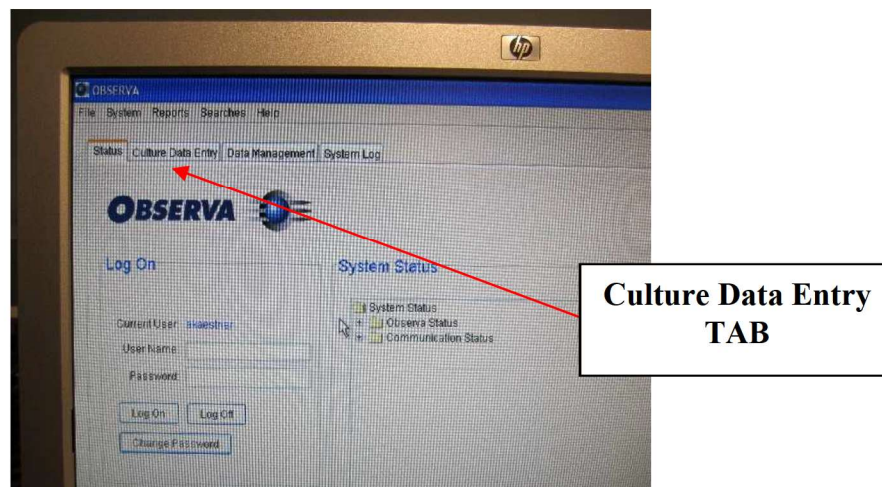 hp
OBSERVA
File System Reports Searches Help
Status Culture Data Entry Data Management System Log
OBSERVA
Log On
System Status
System Status
Current User akaestner
+ Observa Status
User Name
+ Communication Status
Password
Log On Log Off
Change Password
Culture Data Entry
TAB